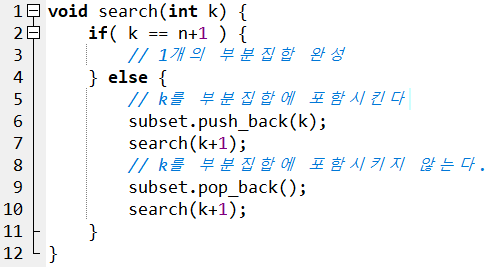 1 void search(int k) {
2 if( k == n+1 ) {
3 // 1개의 부분집합 완성
4 } else {
5 // k를 부분집합에 포함시킨다
6 subset.push_back(k);
7 search(k+1);
8 // k를 부분집합에 포함시키지 않는다.
9 subset.pop_back();
10 search(k+1);
11 }
12 }